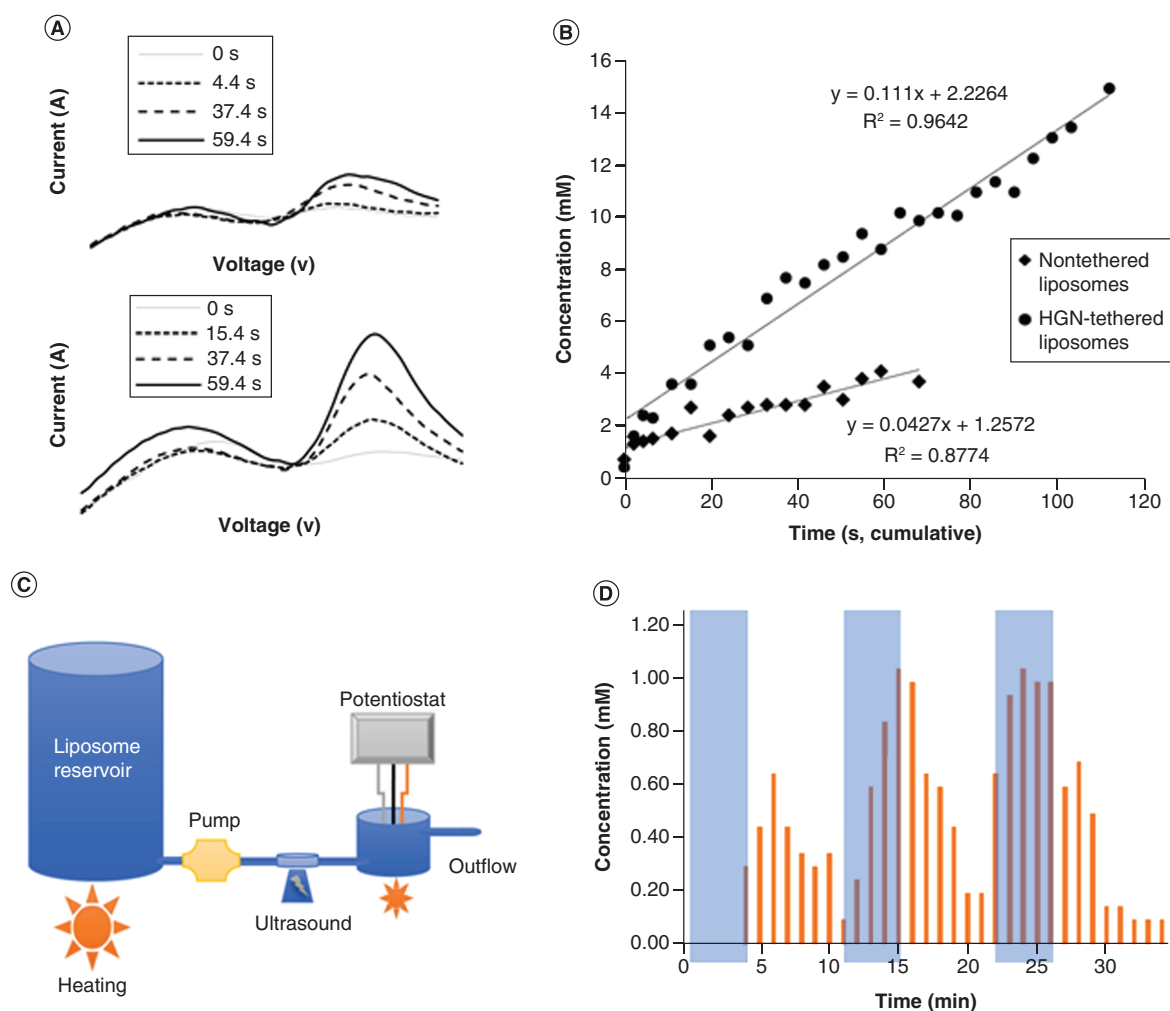 A
0 s
4.4 s
37.4 s
59.4 s
Current (A)
Voltage (v)
0 s
15.4 s
37.4 s
59.4 s
Current (A)
Voltage (v)
B
16
14
12
10
8
6
4
2
0
Concentration (mM)
y = 0.111x + 2.2264
R² = 0.9642
Nontethered
liposomes
HGN-tethered
liposomes
y = 0.0427x + 1.2572
R² = 0.8774
0 20 40 60 80 100 120
Time (s, cumulative)
C
Liposome
reservoir
Potentiostat
Pump
Outflow
Ultrasound
Heating
D
1.20
1.00
0.80
0.60
0.40
0.20
0.00
Concentration (mM)
0 5 10 15 20 25 30
Time (min)